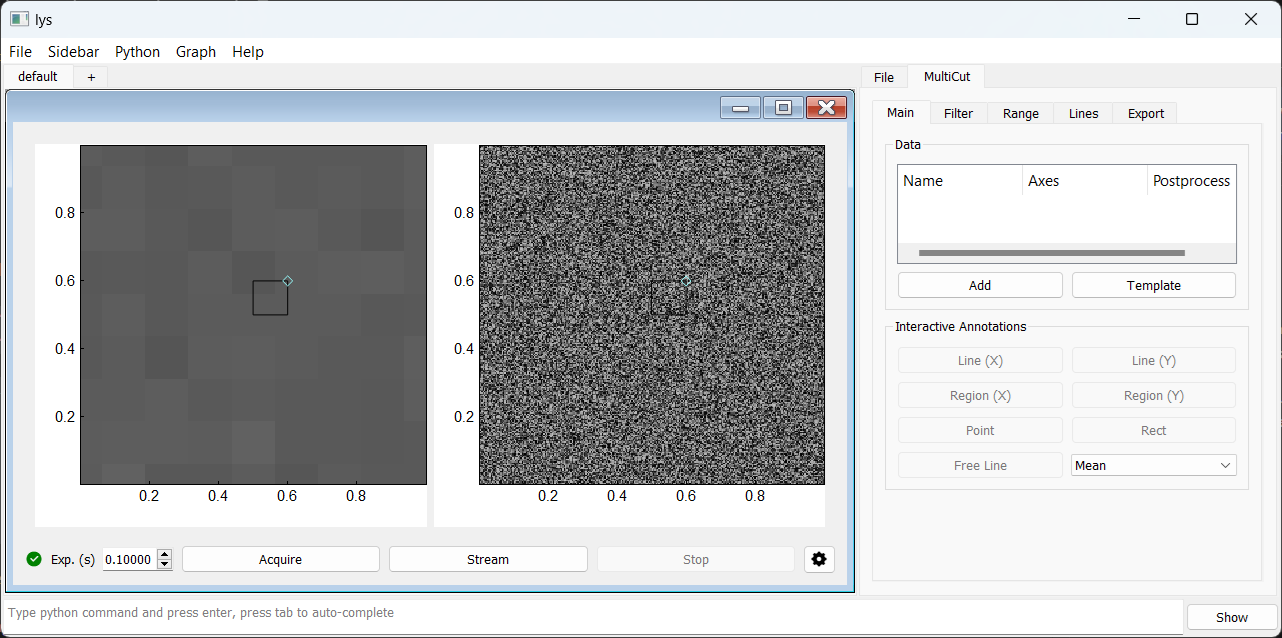 lys
File Sidebar Python Graph Help
default +
File MultiCut
Main Filter Range Lines Export
Data
Name Axes Postprocess
Add Template
Interactive Annotations
Line (X) Line (Y)
Region (X) Region (Y)
Point Rect
Free Line Mean
0.8
0.6
0.4
0.2
0.2 0.4 0.6 0.8
0.8
0.6
0.4
0.2
0.2 0.4 0.6 0.8
Exp. (s) 0.10000 Acquire Stream Stop
Type python command and press enter, press tab to auto-complete
Show